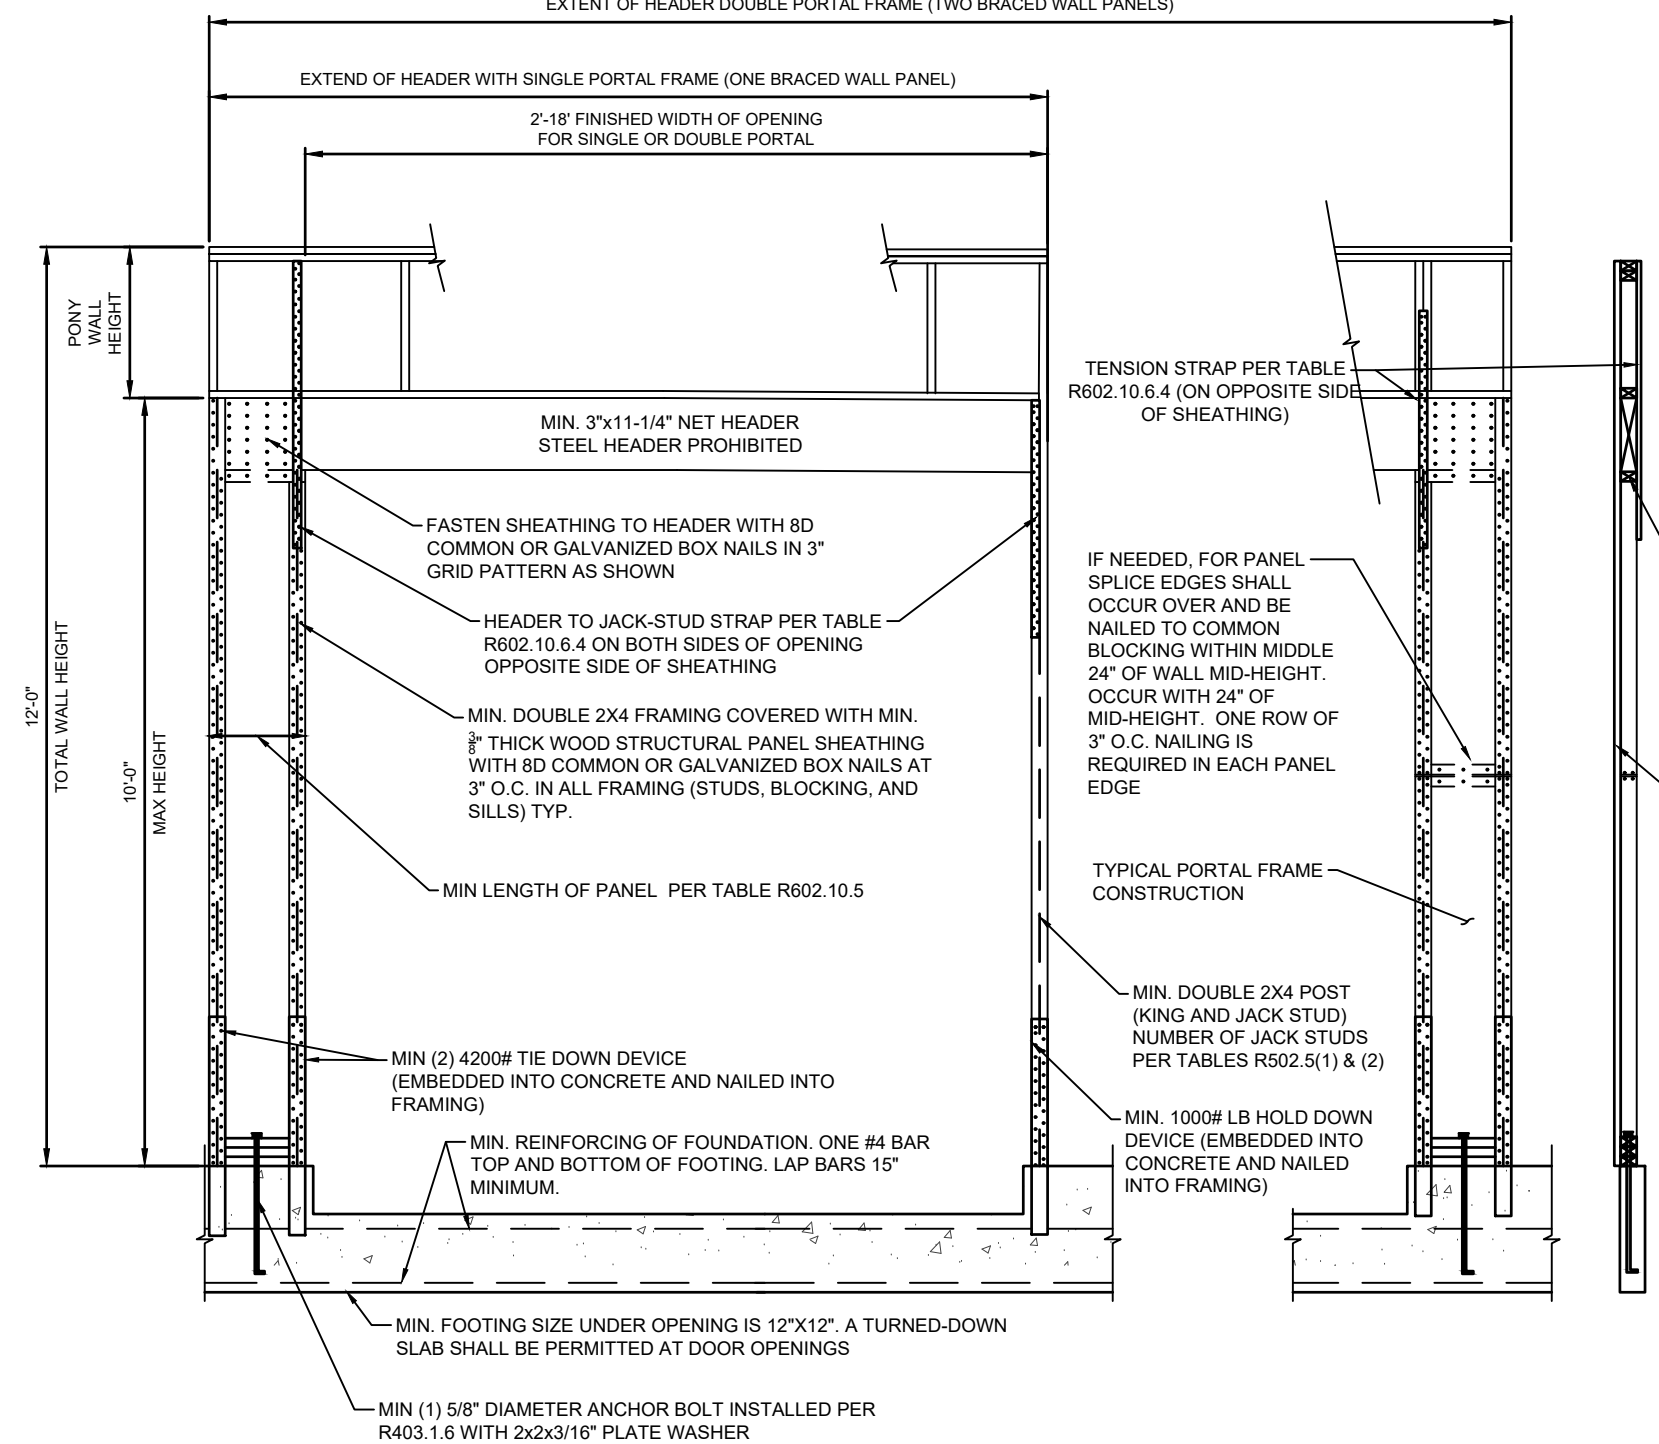 EXTENT OF HEADER DOUBLE PORTAL FRAME (TWO BRACED WALL PANELS)
EXTEND OF HEADER WITH SINGLE PORTAL FRAME (ONE BRACED WALL PANEL)
2'-18' FINISHED WIDTH OF OPENING
FOR SINGLE OR DOUBLE PORTAL
PONY
WALL
HEIGHT
12'-0"
TOTAL WALL HEIGHT
10'-0"
MAX HEIGHT
MIN. 3"x11-1/4" NET HEADER
STEEL HEADER PROHIBITED
TENSION STRAP PER TABLE
R602.10.6.4 (ON OPPOSITE SIDE
OF SHEATHING)
FASTEN SHEATHING TO HEADER WITH 8D
COMMON OR GALVANIZED BOX NAILS IN 3"
GRID PATTERN AS SHOWN
HEADER TO JACK-STUD STRAP PER TABLE
R602.10.6.4 ON BOTH SIDES OF OPENING
OPPOSITE SIDE OF SHEATHING
IF NEEDED, FOR PANEL
SPLICE EDGES SHALL
OCCUR OVER AND BE
NAILED TO COMMON
BLOCKING WITHIN MIDDLE
24" OF WALL MID-HEIGHT.
OCCUR WITH 24" OF
MID-HEIGHT. ONE ROW OF
3" O.C. NAILING IS
REQUIRED IN EACH PANEL
EDGE
MIN. DOUBLE 2X4 FRAMING COVERED WITH MIN.
3/8" THICK WOOD STRUCTURAL PANEL SHEATHING
WITH 8D COMMON OR GALVANIZED BOX NAILS AT
3" O.C. IN ALL FRAMING (STUDS, BLOCKING, AND
SILLS) TYP.
MIN LENGTH OF PANEL PER TABLE R602.10.5
TYPICAL PORTAL FRAME
CONSTRUCTION
MIN. DOUBLE 2X4 POST
(KING AND JACK STUD)
NUMBER OF JACK STUDS
PER TABLES R502.5(1) & (2)
MIN (2) 4200# TIE DOWN DEVICE
(EMBEDDED INTO CONCRETE AND NAILED INTO
FRAMING)
MIN. 1000# LB HOLD DOWN
DEVICE (EMBEDDED INTO
CONCRETE AND NAILED
INTO FRAMING)
MIN. REINFORCING OF FOUNDATION. ONE #4 BAR
TOP AND BOTTOM OF FOOTING. LAP BARS 15"
MINIMUM.
MIN. FOOTING SIZE UNDER OPENING IS 12"X12". A TURNED-DOWN
SLAB SHALL BE PERMITTED AT DOOR OPENINGS
MIN (1) 5/8" DIAMETER ANCHOR BOLT INSTALLED PER
R403.1.6 WITH 2x2x3/16" PLATE WASHER